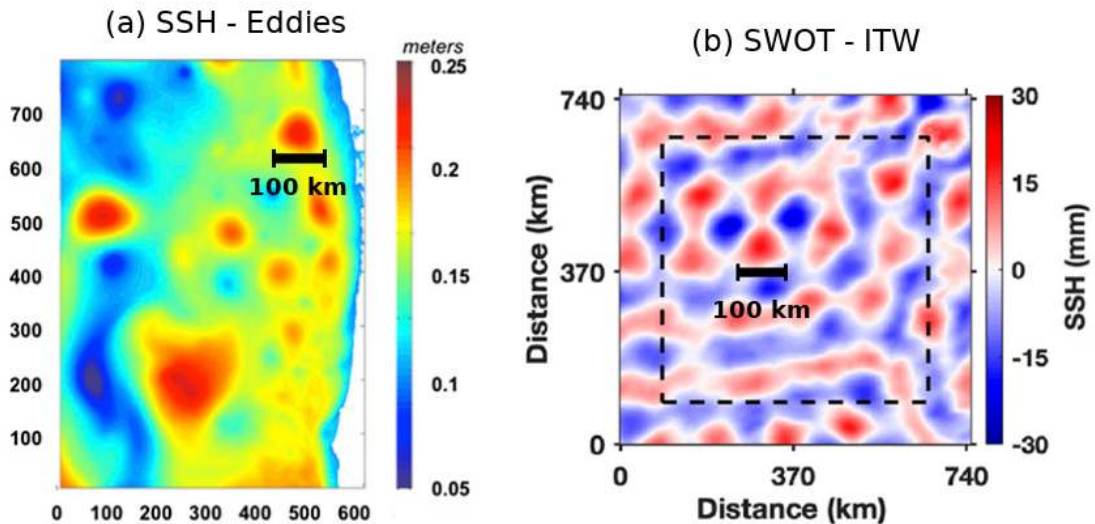 (a) SSH - Eddies
meters
0.25
0.2
0.15
0.1
0.05
700
600
500
400
300
200
100
0 100 200 300 400 500 600
100 km
(b) SWOT - ITW
740
370
0
Distance (km)
100 km
0 370 740
Distance (km)
30
15
0
-15
-30
SSH (mm)